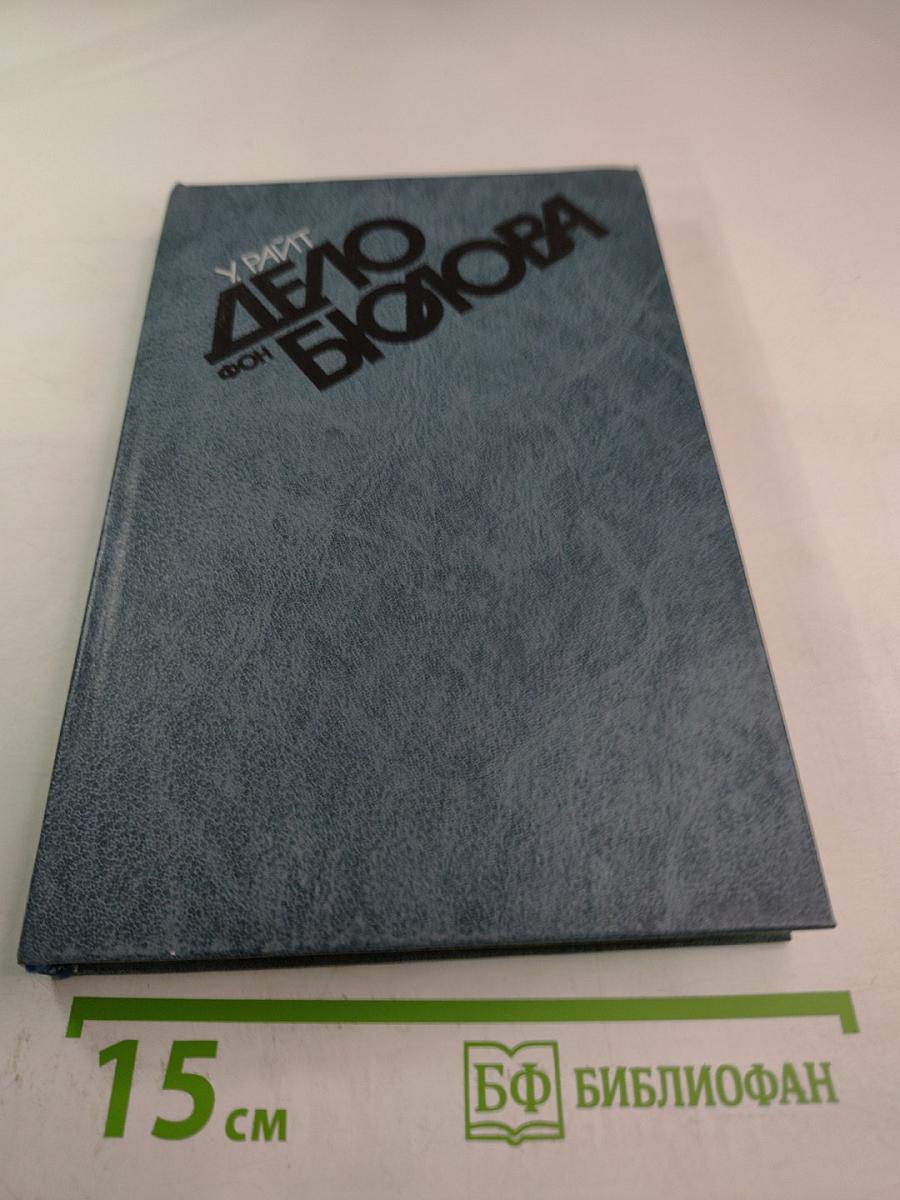 У. РАЙТ
ДЕЛО
ФОН БЮЛОВА
15 см
БФ БИБЛИОФАН